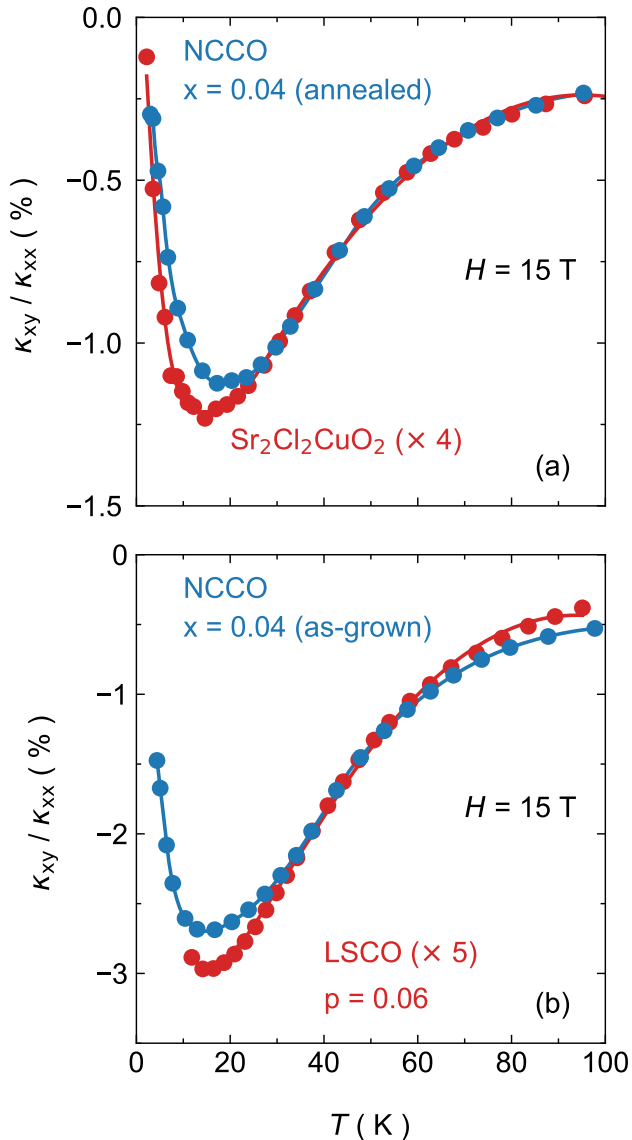 0.0
NCCO
x = 0.04 (annealed)
−0.5
κxy / κxx ( % )
H = 15 T
−1.0
Sr₂Cl₂CuO₂ (× 4)
(a)
−1.5
0
NCCO
x = 0.04 (as-grown)
−1
κxy / κxx ( % )
H = 15 T
−2
LSCO (× 5)
−3
p = 0.06
(b)
0 20 40 60 80 100
T ( K )